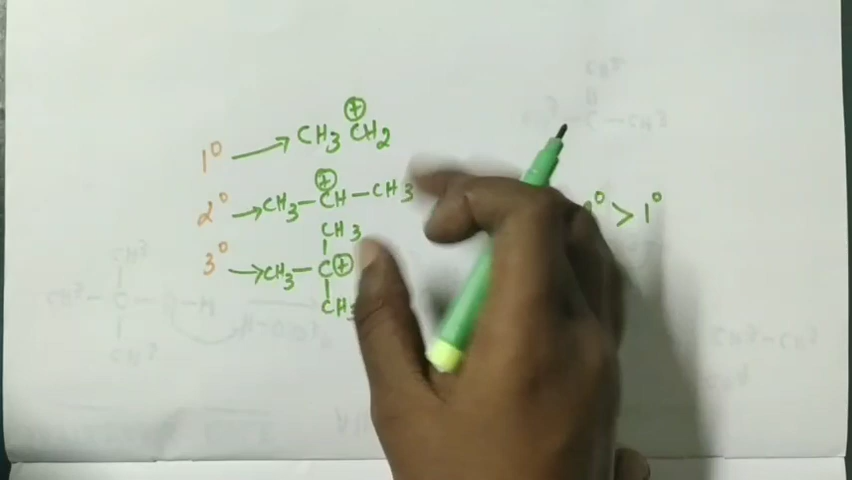 1° → CH3 CH2 ⊕
2° → CH3 – CH – CH3 ⊕
CH3
3° → CH3 – C ⊕
CH3
° > 1°